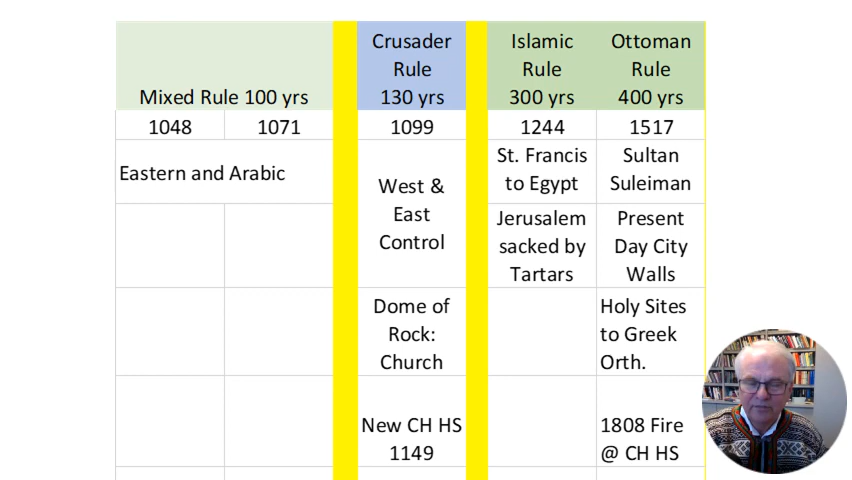 Mixed Rule 100 yrs
Crusader
Rule
130 yrs
Islamic
Rule
300 yrs
Ottoman
Rule
400 yrs
1048
1071
1099
1244
1517
Eastern and Arabic
West &
East
Control
St. Francis
to Egypt
Sultan
Suleiman
Jerusalem
sacked by
Tartars
Present
Day City
Walls
Dome of
Rock:
Church
Holy Sites
to Greek
Orth.
New CH HS
1149
1808 Fire
@ CH HS